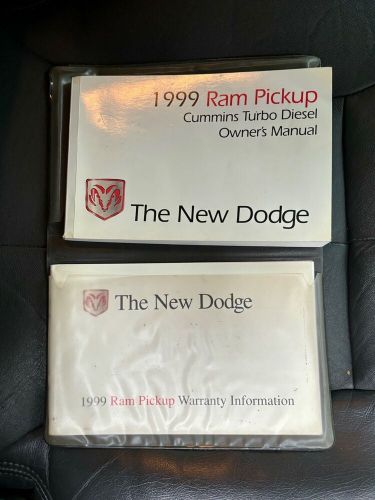 1999 Ram Pickup
Cummins Turbo Diesel
Owner's Manual
The New Dodge
The New Dodge
1999 Ram Pickup Warranty Information